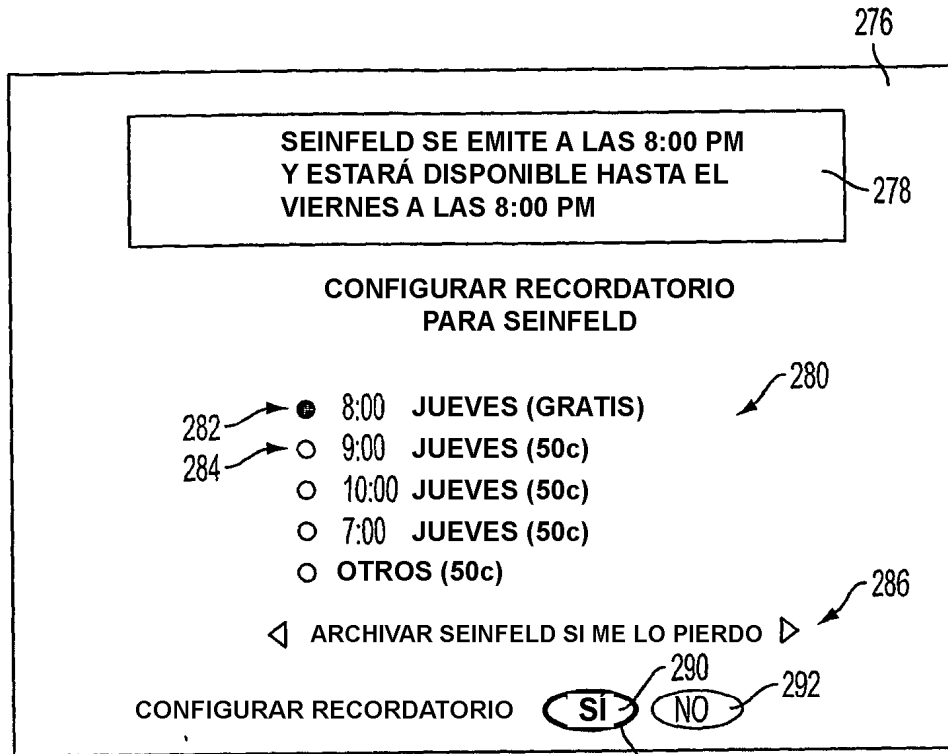 276
SEINFELD SE EMITE A LAS 8:00 PM
Y ESTARÁ DISPONIBLE HASTA EL
VIERNES A LAS 8:00 PM
278
CONFIGURAR RECORDATORIO
PARA SEINFELD
280
282 8:00 JUEVES (GRATIS)
284 9:00 JUEVES (50c)
10:00 JUEVES (50c)
7:00 JUEVES (50c)
OTROS (50c)
286
ARCHIVAR SEINFELD SI ME LO PIERDO
290
CONFIGURAR RECORDATORIO SÍ NO 292